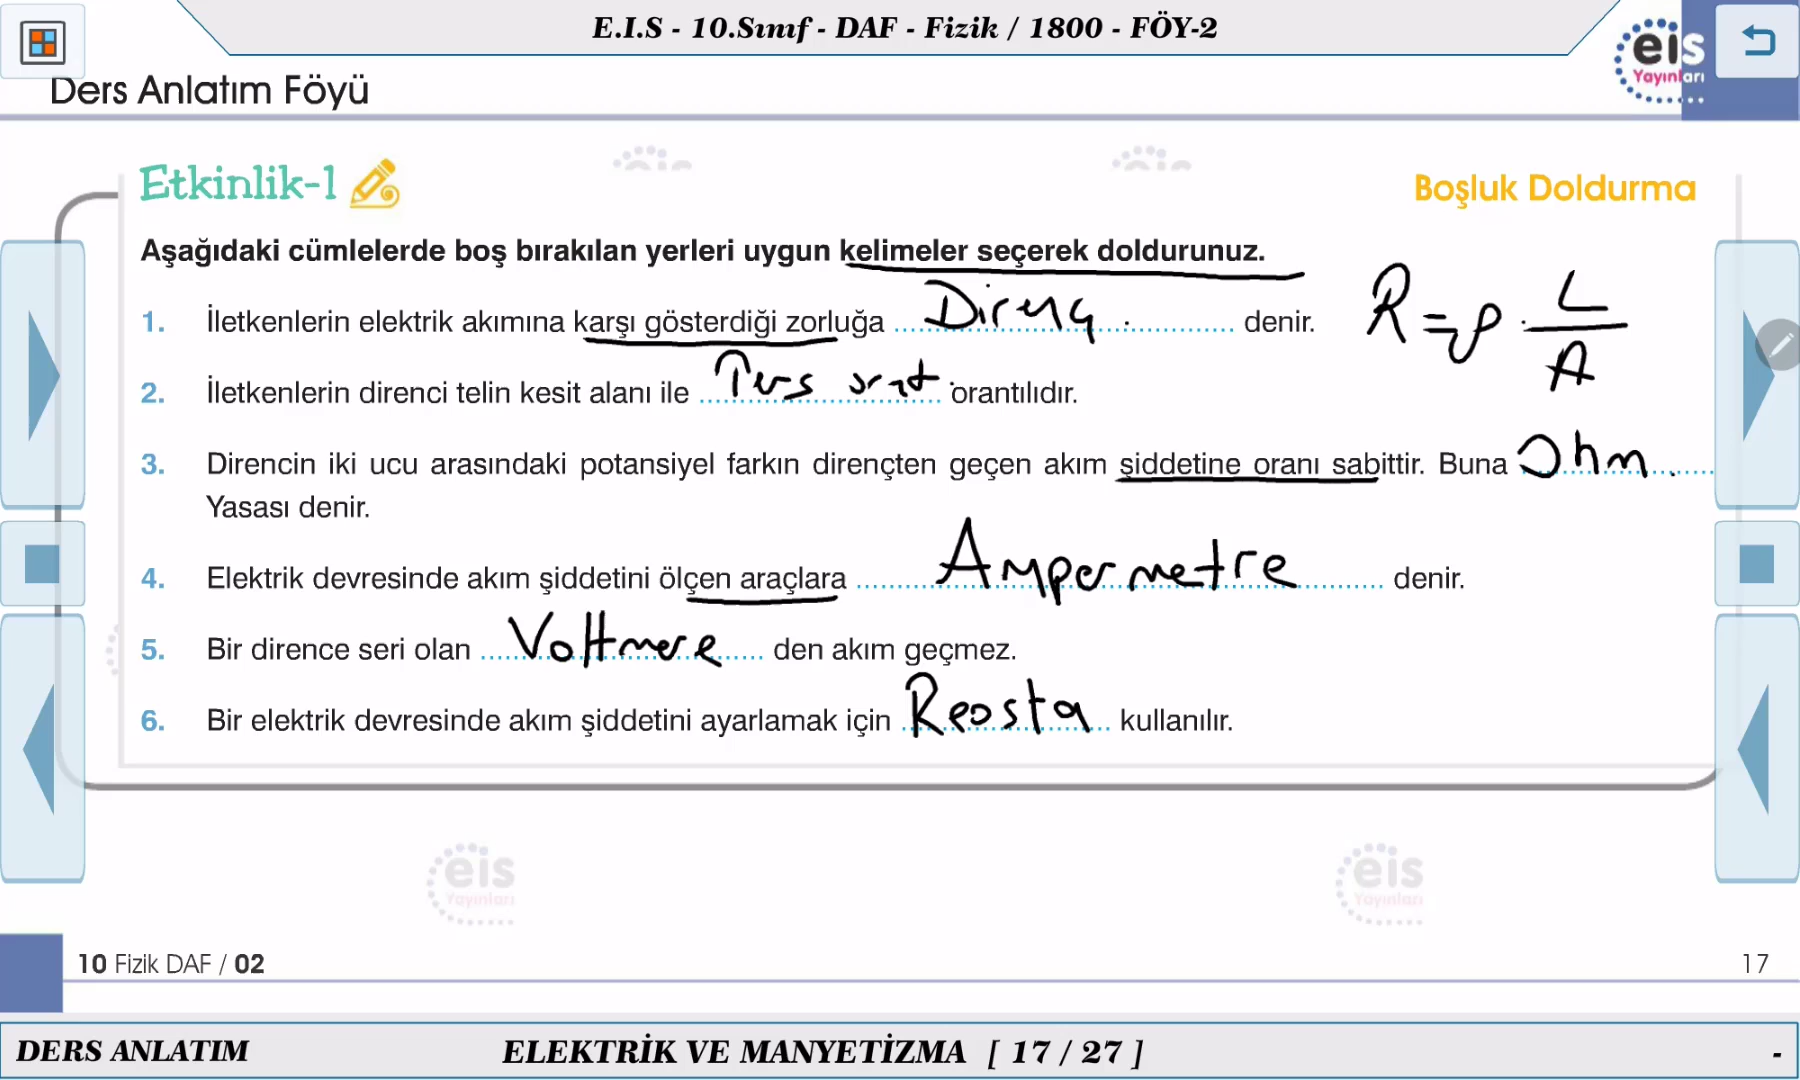 E.I.S - 10.Sınıf - DAF - Fizik / 1800 - FÖY-2
eis
Yayınları
Ders Anlatım Föyü
Etkinlik-1
Boşluk Doldurma
Aşağıdaki cümlelerde boş bırakılan yerleri uygun kelimeler seçerek doldurunuz.
1. İletkenlerin elektrik akımına karşı gösterdiği zorluğa Direnç denir.
R = ρ . L / A
2. İletkenlerin direnci telin kesit alanı ile Ters orantılıdır.
3. Direncin iki ucu arasındaki potansiyel farkın dirençten geçen akım şiddetine oranı sabittir. Buna Ohm
Yasası denir.
4. Elektrik devresinde akım şiddetini ölçen araçlara Ampermetre denir.
5. Bir dirence seri olan Voltmere den akım geçmez.
6. Bir elektrik devresinde akım şiddetini ayarlamak için Reosta kullanılır.
eis
Yayınları
eis
Yayınları
10 Fizik DAF / 02
17
DERS ANLATIM
ELEKTRİK VE MANYETİZMA [ 17 / 27 ]
-